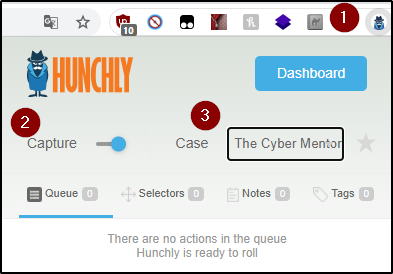 1
10
HUNCHLY
Dashboard
2
3
Capture
Case
The Cyber Mentor
Queue 0
Selectors 0
Notes 0
Tags 0
There are no actions in the queue
Hunchly is ready to roll